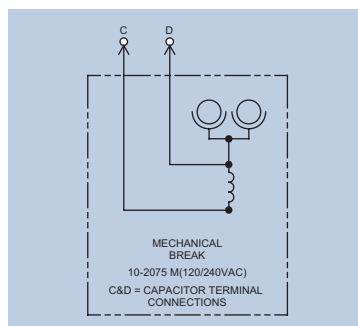 C D
MECHANICAL
BREAK
10-2075 M(120/240VAC)
C&D = CAPACITOR TERMINAL
CONNECTIONS